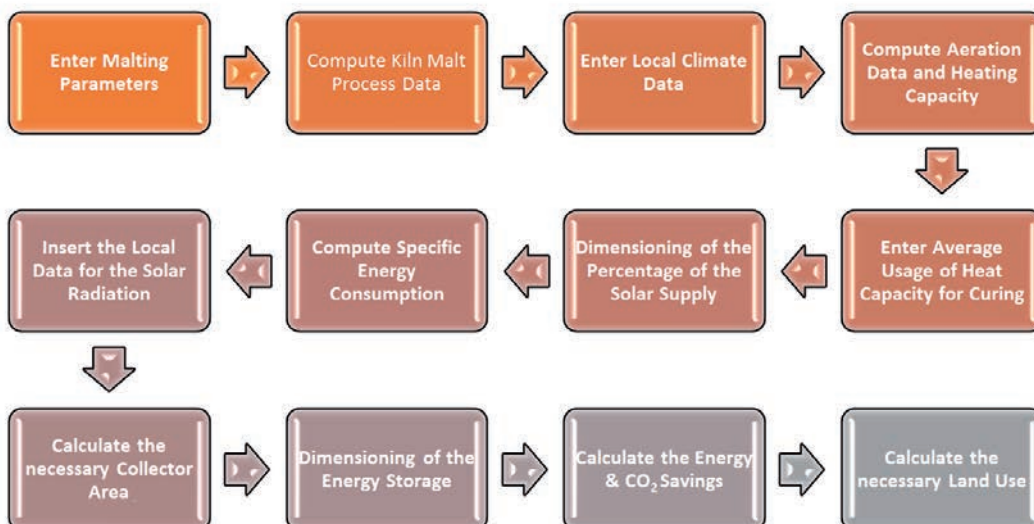 Enter Malting
Parameters
Compute Kiln Malt
Process Data
Enter Local Climate
Data
Compute Aeration
Data and Heating
Capacity
Enter Average
Usage of Heat
Capacity for Curing
Dimensioning of the
Percentage of the
Solar Supply
Compute Specific
Energy
Consumption
Insert the Local
Data for the Solar
Radiation
Calculate the
necessary Collector
Area
Dimensioning of the
Energy Storage
Calculate the Energy
& CO₂ Savings
Calculate the
necessary Land Use